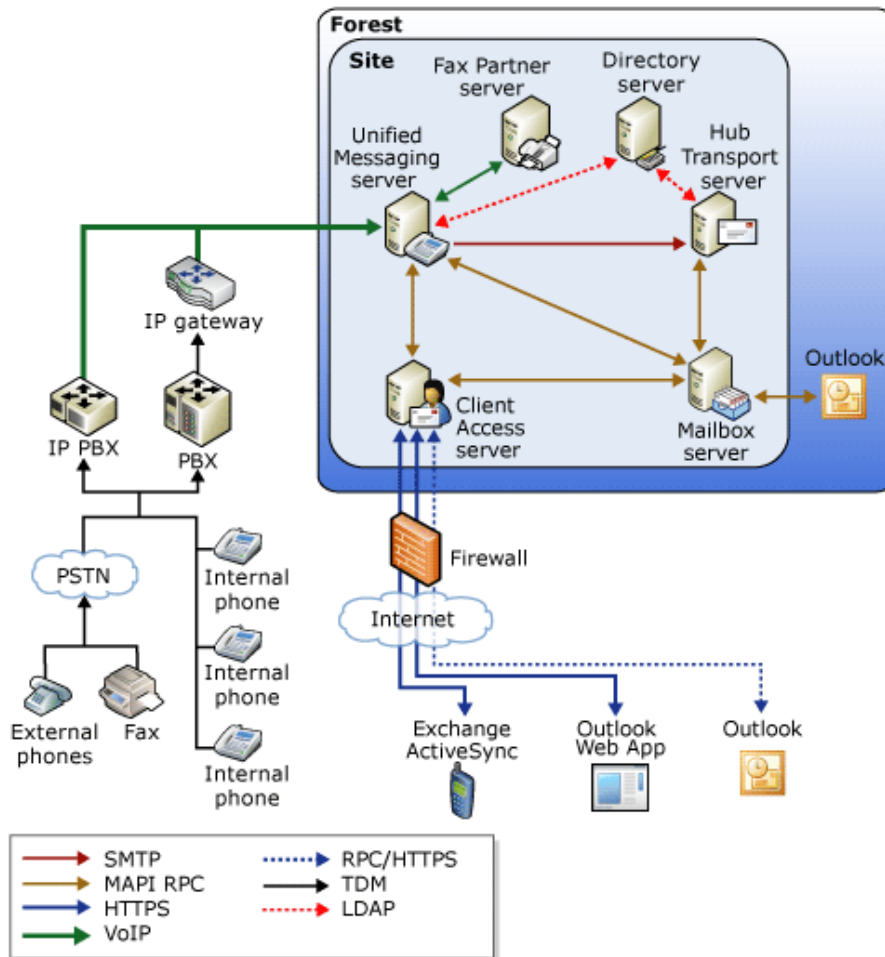 Forest
Site
Fax Partner
server
Directory
server
Unified
Messaging
server
Hub
Transport
server
IP gateway
Outlook
IP PBX
PBX
Client
Access
server
Mailbox
server
Firewall
PSTN
Internal
phone
Internet
Internal
phone
External
phones
Fax
Internal
phone
Exchange
ActiveSync
Outlook
Web App
Outlook
SMTP
MAPI RPC
HTTPS
VoIP
RPC/HTTPS
TDM
LDAP